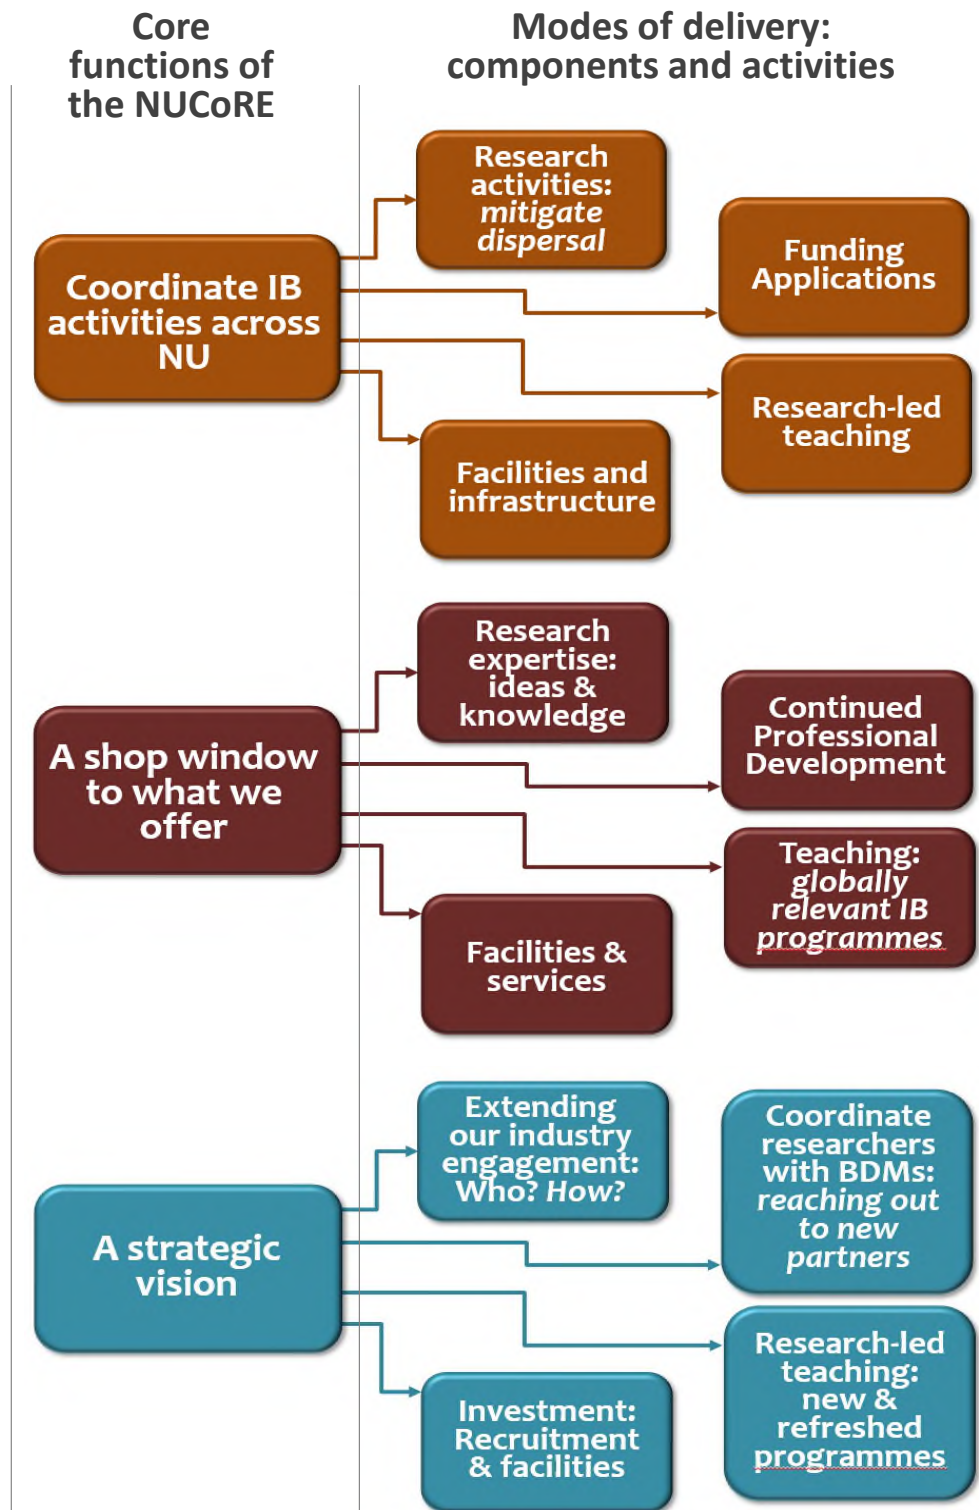 Core
functions of
the NUCoRE
Modes of delivery:
components and activities
Coordinate IB
activities across
NU
Research
activities:
mitigate
dispersal
Funding
Applications
Research-led
teaching
Facilities and
infrastructure
A shop window
to what we
offer
Research
expertise:
ideas &
knowledge
Continued
Professional
Development
Teaching:
globally
relevant IB
programmes
Facilities &
services
A strategic
vision
Extending
our industry
engagement:
Who? How?
Coordinate
researchers
with BDMs:
reaching out
to new
partners
Research-led
teaching:
new &
refreshed
programmes
Investment:
Recruitment
& facilities